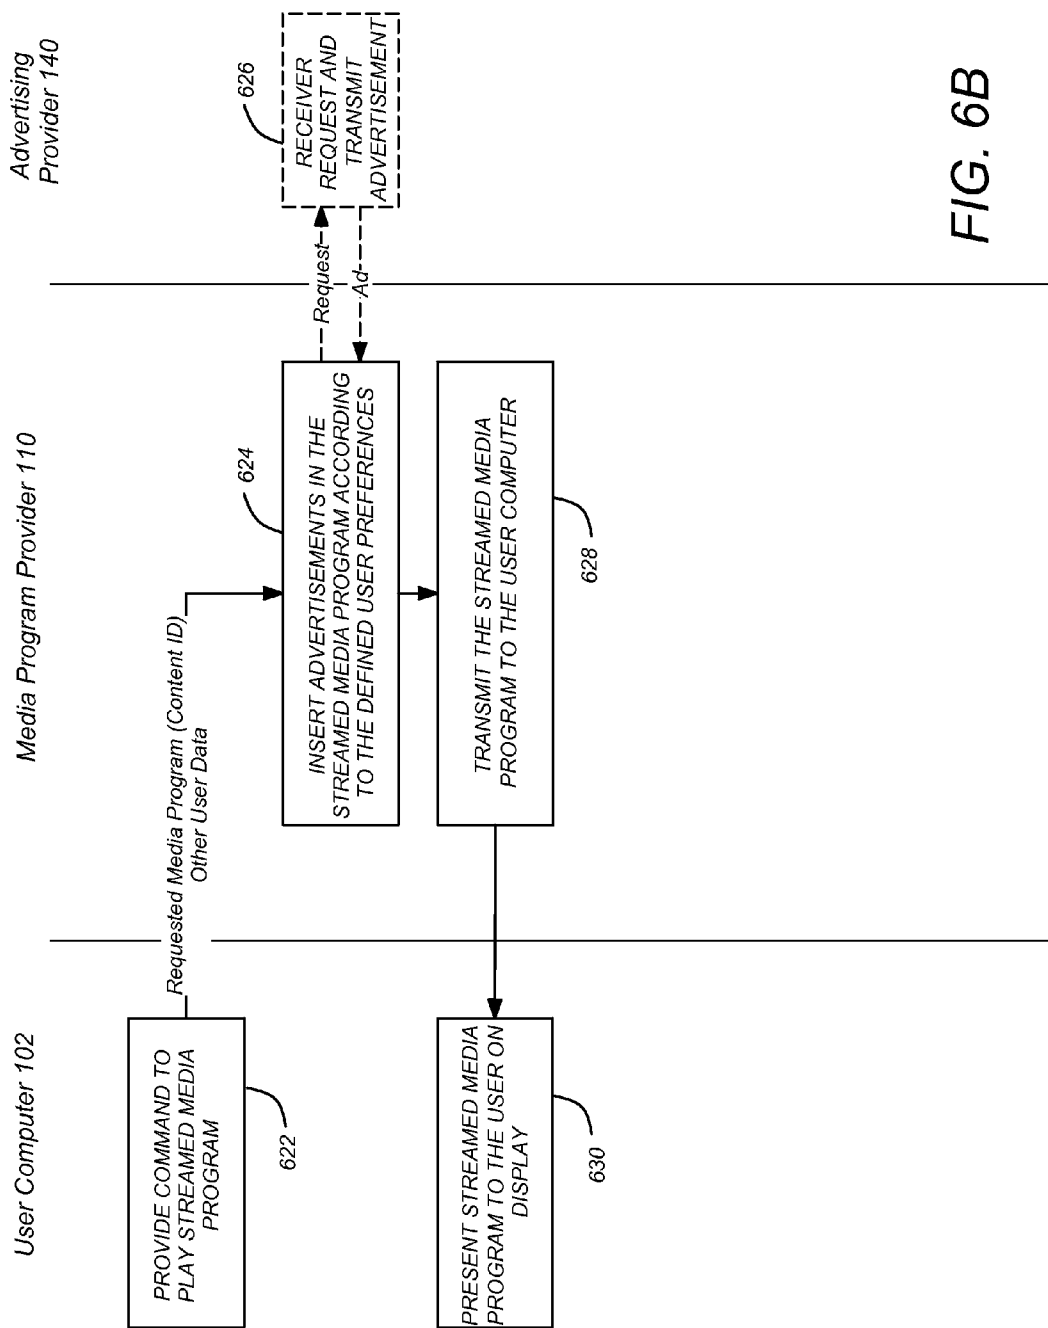 User Computer 102
Media Program Provider 110
Advertising
Provider 140
PROVIDE COMMAND TO
PLAY STREAMED MEDIA
PROGRAM
622
Requested Media Program (Content ID)
Other User Data
INSERT ADVERTISEMENTS IN THE
STREAMED MEDIA PROGRAM ACCORDING
TO THE DEFINED USER PREFERENCES
624
Request
Ad
RECEIVER
REQUEST AND
TRANSMIT
ADVERTISEMENT
626
TRANSMIT THE STREAMED MEDIA
PROGRAM TO THE USER COMPUTER
628
PRESENT STREAMED MEDIA
PROGRAM TO THE USER ON
DISPLAY
630
FIG. 6B